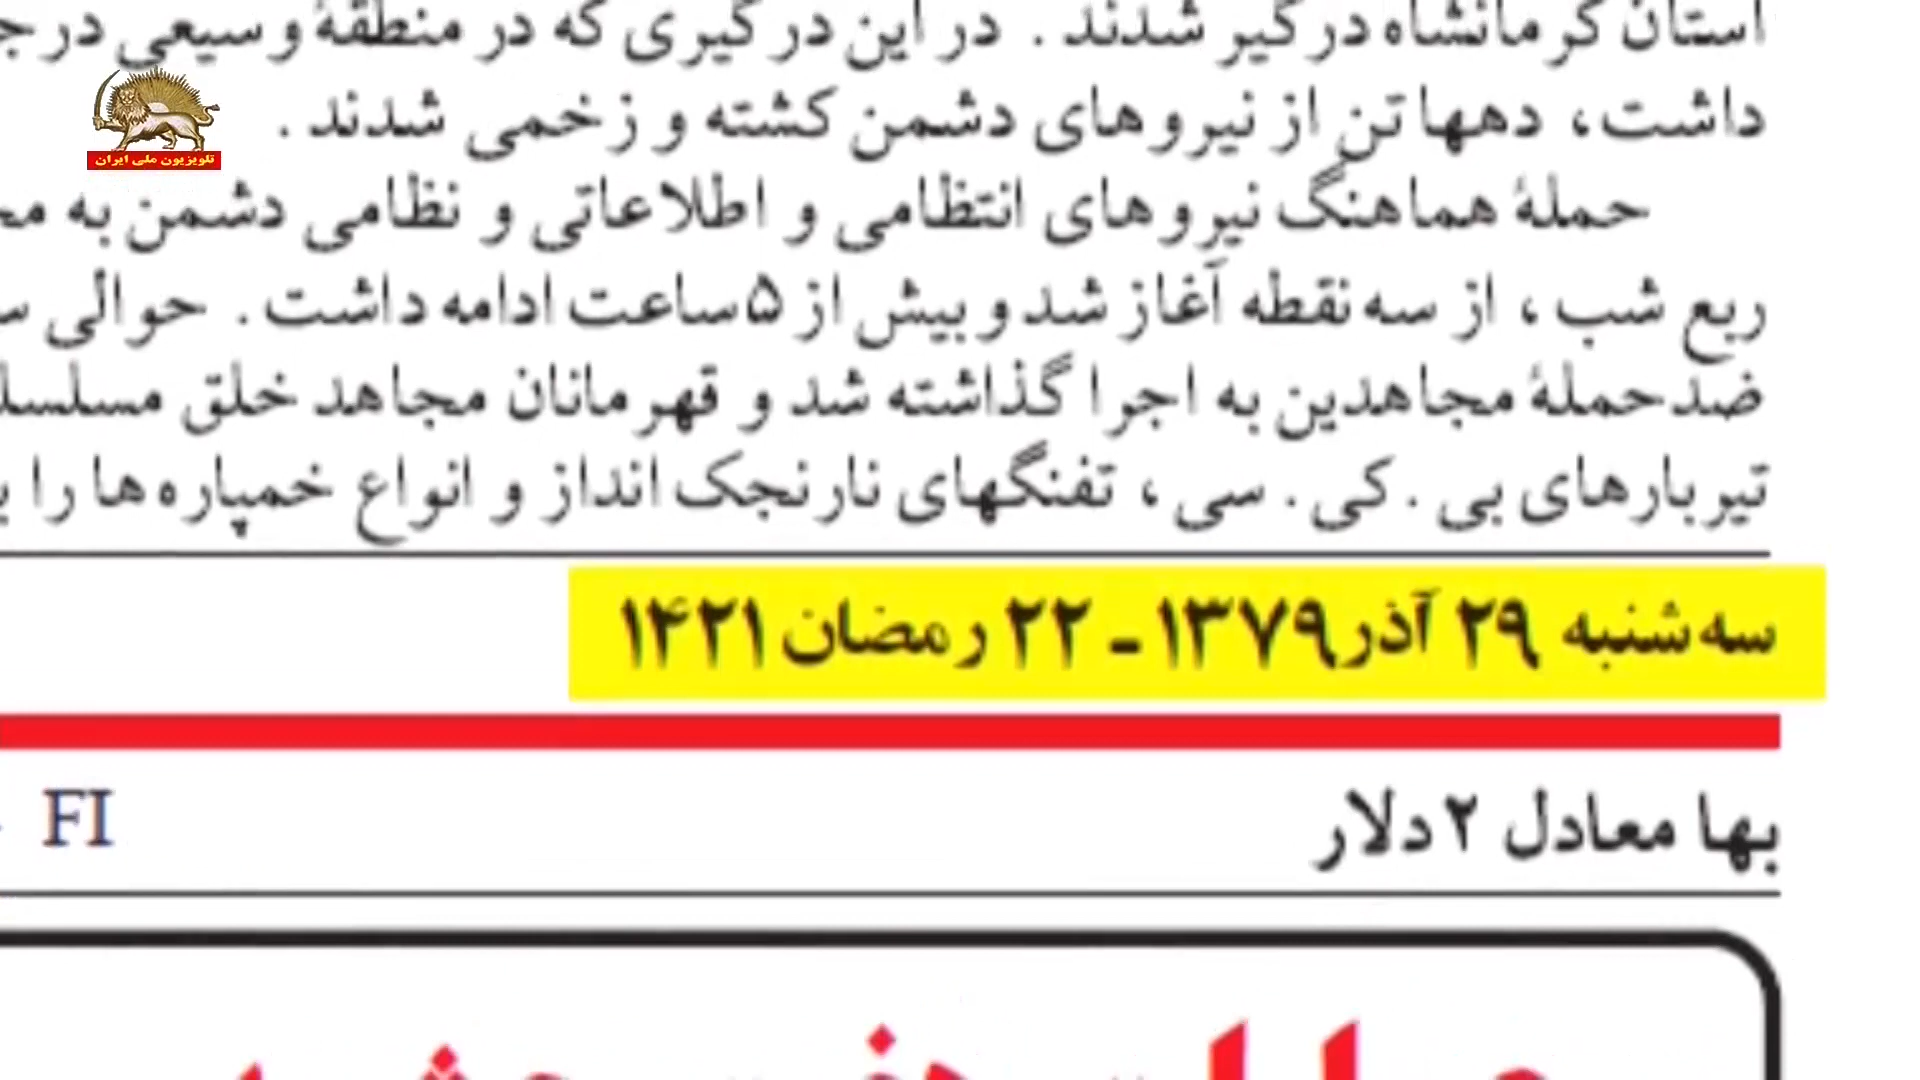 استان کرمانشاه درگیر شدند. در این درگیری که در منطقهٔ وسیعی در
داشت، دهها تن از نیروهای دشمن کشته و زخمی شدند.
تلویزیون ملی ایران
حملهٔ هماهنگ نیروهای انتظامی و اطلاعاتی و نظامی دشمن به
ربع شب، از سه نقطه آغاز شد و بیش از ۵ ساعت ادامه داشت. حوالی
ضدحملهٔ مجاهدین به اجرا گذاشته شد و قهرمانان مجاهد خلق
تیربارهای بی.کی.سی، تفنگهای نارنجک انداز و انواع خمپاره‌ها را
سه‌شنبه ۲۹ آذر ۱۳۷۹ - ۲۲ رمضان ۱۴۲۱
بها معادل ۲ دلار
FI